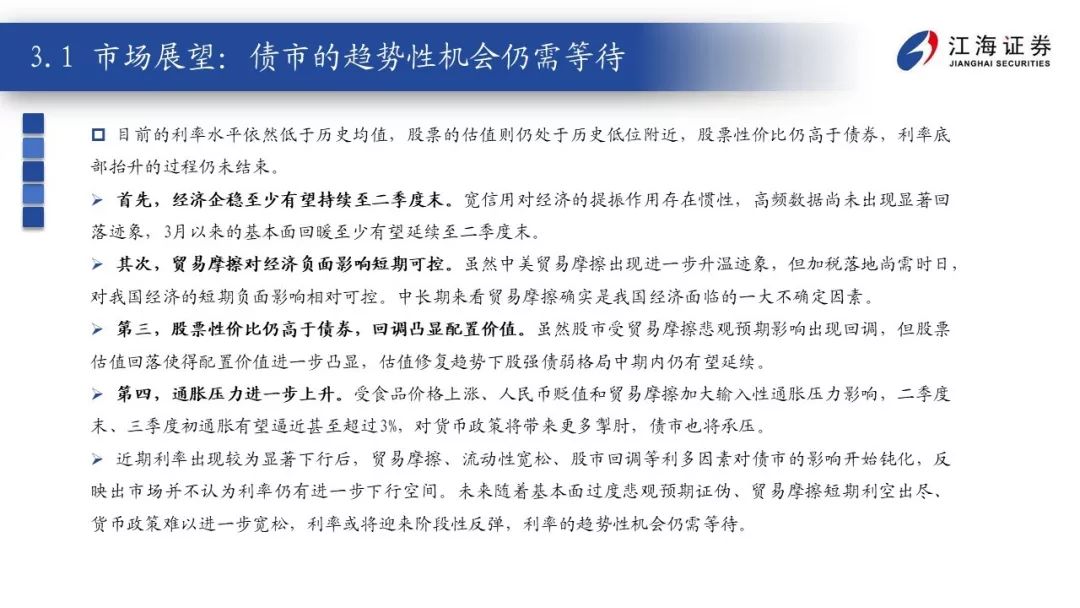 3.1 市场展望：债市的趋势性机会仍需等待
江海证券
JIANGHAI SECURITIES
目前的利率水平依然低于历史均值，股票的估值则仍处于历史低位附近，股票性价比仍高于债券，利率底
部抬升的过程仍未结束。
首先，经济企稳至少有望持续至二季度末。宽信用对经济的提振作用存在惯性，高频数据尚未出现显著回
落迹象，3月以来的基本面回暖至少有望延续至二季度末。
其次，贸易摩擦对经济负面影响短期可控。虽然中美贸易摩擦出现进一步升温迹象，但加税落地尚需时日，
对我国经济的短期负面影响相对可控。中长期来看贸易摩擦确实是我国经济面临的一大不确定因素。
第三，股票性价比仍高于债券，回调凸显配置价值。虽然股市受贸易摩擦悲观预期影响出现回调，但股票
估值回落使得配置价值进一步凸显，估值修复趋势下股强债弱格局中期内仍有望延续。
第四，通胀压力进一步上升。受食品价格上涨、人民币贬值和贸易摩擦加大输入性通胀压力影响，二季度
末、三季度初通胀有望逼近甚至超过3%，对货币政策将带来更多掣肘，债市也将承压。
近期利率出现较为显著下行后，贸易摩擦、流动性宽松、股市回调等利多因素对债市的影响开始钝化，反
映出市场并不认为利率仍有进一步下行空间。未来随着基本面过度悲观预期证伪、贸易摩擦短期利空出尽、
货币政策难以进一步宽松，利率或将迎来阶段性反弹，利率的趋势性机会仍需等待。